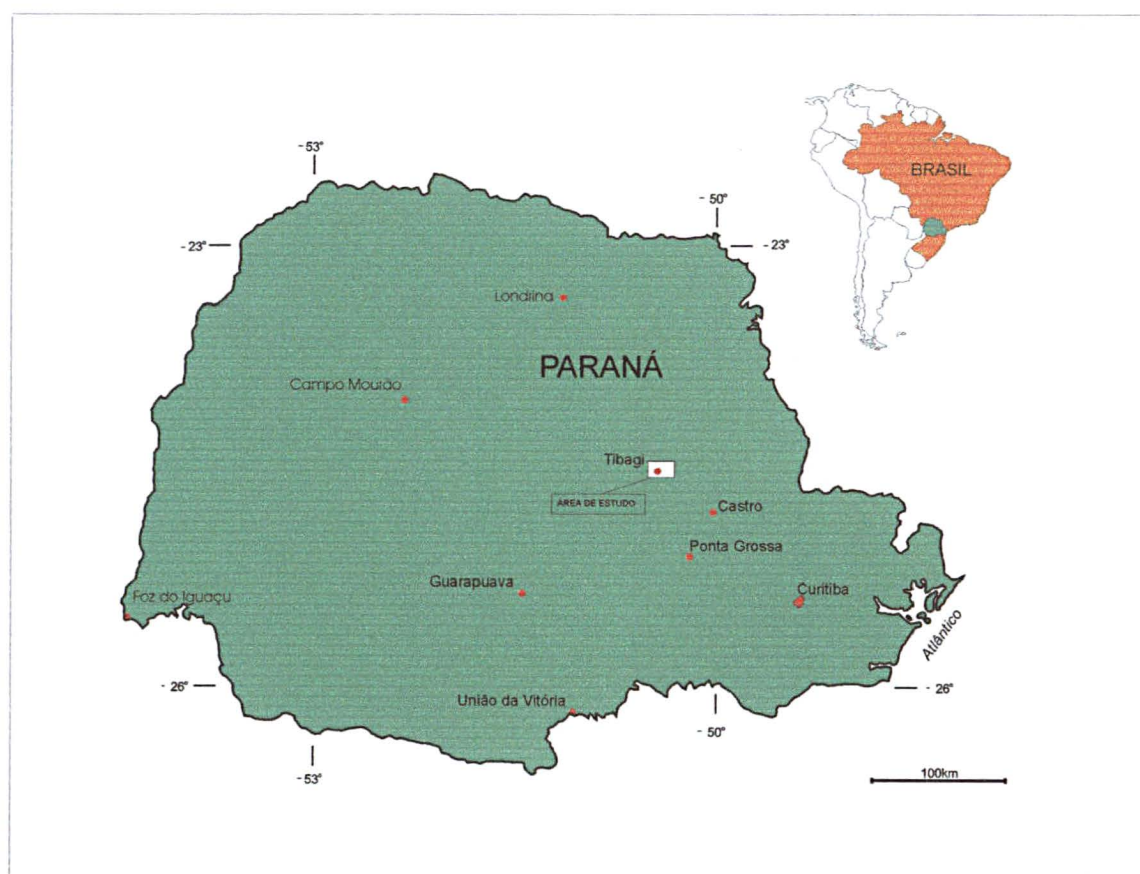 - 53°
BRASIL
- 50°
- 23°
- 23°
Londrina
PARANÁ
Campo Mourão
Tibagi
ÁREA DE ESTUDO
Castro
Ponta Grossa
Guarapuava
Curitiba
Foz do Iguaçu
Atlântico
- 26°
- 26°
União da Vitória
- 50°
- 53°
100km